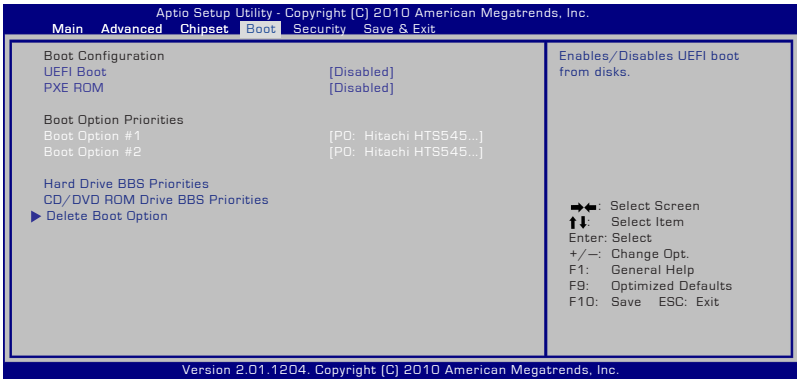 Aptio Setup Utility - Copyright (C) 2010 American Megatrends, Inc.
Main Advanced Chipset Boot Security Save & Exit
Boot Configuration
UEFI Boot [Disabled]
PXE ROM [Disabled]
Boot Option Priorities
Boot Option #1 [P0: Hitachi HTS545...]
Boot Option #2 [P0: Hitachi HTS545...]
Hard Drive BBS Priorities
CD/DVD ROM Drive BBS Priorities
Delete Boot Option
Enables/Disables UEFI boot
from disks.
→←: Select Screen
↑↓: Select Item
Enter: Select
+/—: Change Opt.
F1: General Help
F9: Optimized Defaults
F10: Save ESC: Exit
Version 2.01.1204. Copyright (C) 2010 American Megatrends, Inc.